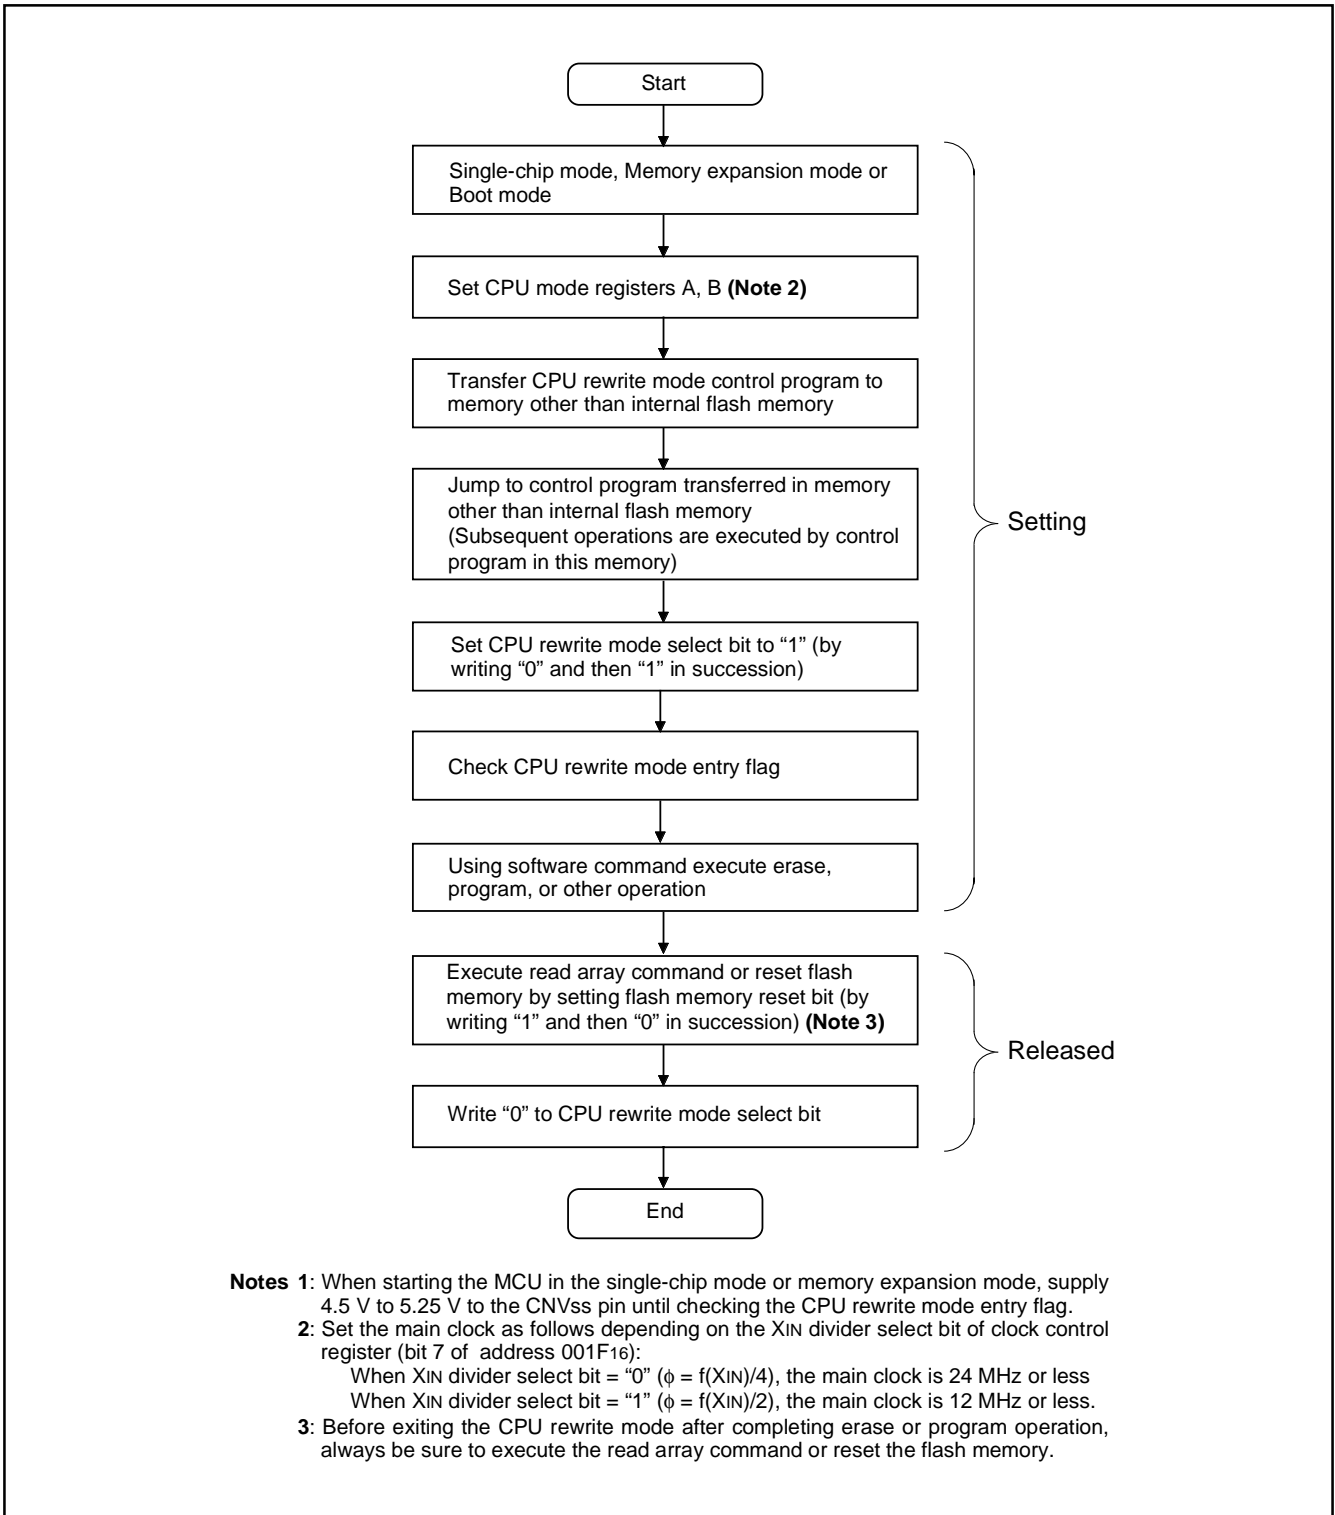 Start
Single-chip mode, Memory expansion mode or
Boot mode
Set CPU mode registers A, B (Note 2)
Transfer CPU rewrite mode control program to
memory other than internal flash memory
Jump to control program transferred in memory
other than internal flash memory
(Subsequent operations are executed by control
program in this memory)
Setting
Set CPU rewrite mode select bit to “1” (by
writing “0” and then “1” in succession)
Check CPU rewrite mode entry flag
Using software command execute erase,
program, or other operation
Execute read array command or reset flash
memory by setting flash memory reset bit (by
writing “1” and then “0” in succession) (Note 3)
Released
Write “0” to CPU rewrite mode select bit
End
Notes 1: When starting the MCU in the single-chip mode or memory expansion mode, supply
4.5 V to 5.25 V to the CNVss pin until checking the CPU rewrite mode entry flag.
2: Set the main clock as follows depending on the XIN divider select bit of clock control
register (bit 7 of address 001F16):
When XIN divider select bit = “0” (ϕ = f(XIN)/4), the main clock is 24 MHz or less
When XIN divider select bit = “1” (ϕ = f(XIN)/2), the main clock is 12 MHz or less.
3: Before exiting the CPU rewrite mode after completing erase or program operation,
always be sure to execute the read array command or reset the flash memory.